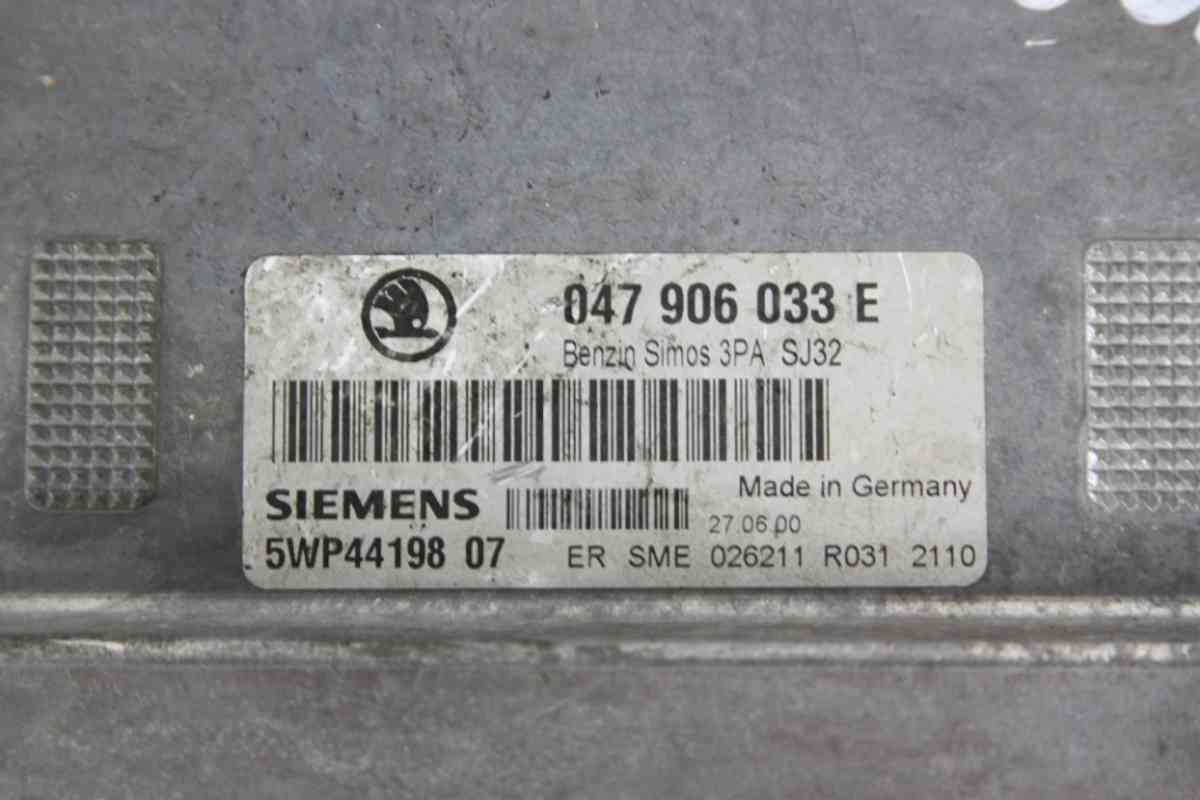 047 906 033 E
Benzin Simos 3PA SJ32
Made in Germany
SIEMENS
27.06.00
5WP44198 07 ER SME 026211 R031 2110